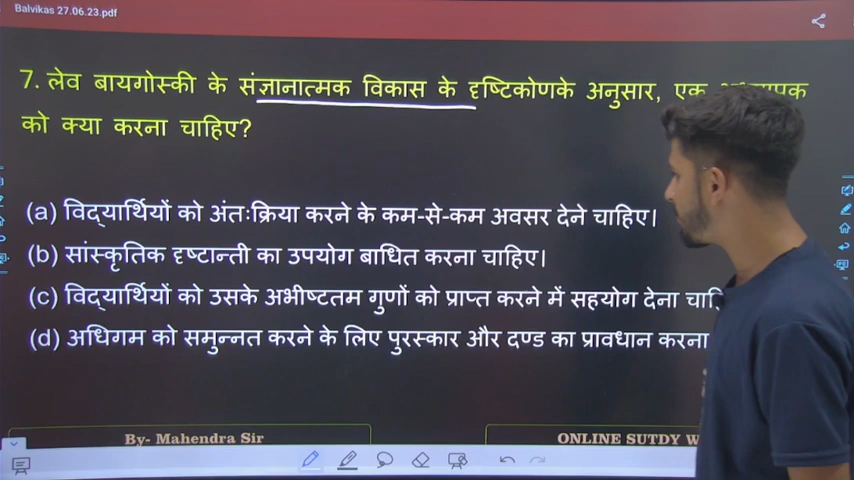 Balvikas 27.06.23.pdf
7. लेव बायगोस्की के संज्ञानात्मक विकास के दृष्टिकोणके अनुसार, एक
को क्या करना चाहिए?
(a) विद्यार्थियों को अंतःक्रिया करने के कम-से-कम अवसर देने चाहिए।
(b) सांस्कृतिक दृष्टान्ती का उपयोग बाधित करना चाहिए।
(c) विद्यार्थियों को उसके अभीष्टतम गुणों को प्राप्त करने में सहयोग देना
(d) अधिगम को समुन्नत करने के लिए पुरस्कार और दण्ड का प्रावधान करना
By- Mahendra Sir
ONLINE SUTDY W